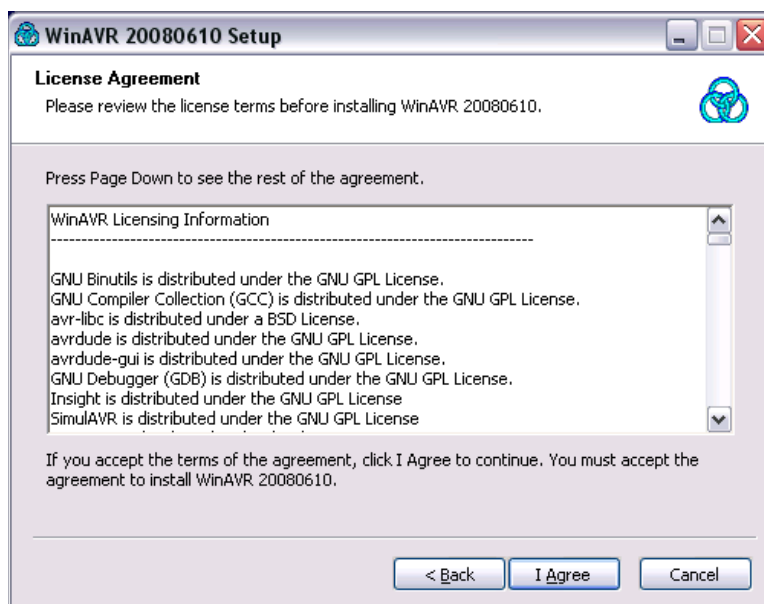 WinAVR 20080610 Setup
License Agreement
Please review the license terms before installing WinAVR 20080610.
Press Page Down to see the rest of the agreement.
WinAVR Licensing Information
--------------------------------------------------------------------------------
GNU Binutils is distributed under the GNU GPL License.
GNU Compiler Collection (GCC) is distributed under the GNU GPL License.
avr-libc is distributed under a BSD License.
avrdude is distributed under the GNU GPL License.
avrdude-gui is distributed under the GNU GPL License.
GNU Debugger (GDB) is distributed under the GNU GPL License.
Insight is distributed under the GNU GPL License
SimulAVR is distributed under the GNU GPL License
If you accept the terms of the agreement, click I Agree to continue. You must accept the
agreement to install WinAVR 20080610.
< Back I Agree Cancel